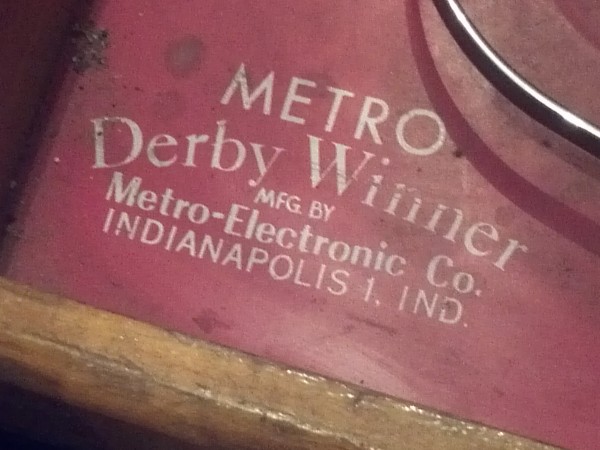 METRO
Derby Winner
MFG. BY
Metro-Electronic Co.
INDIANAPOLIS 1, IND.